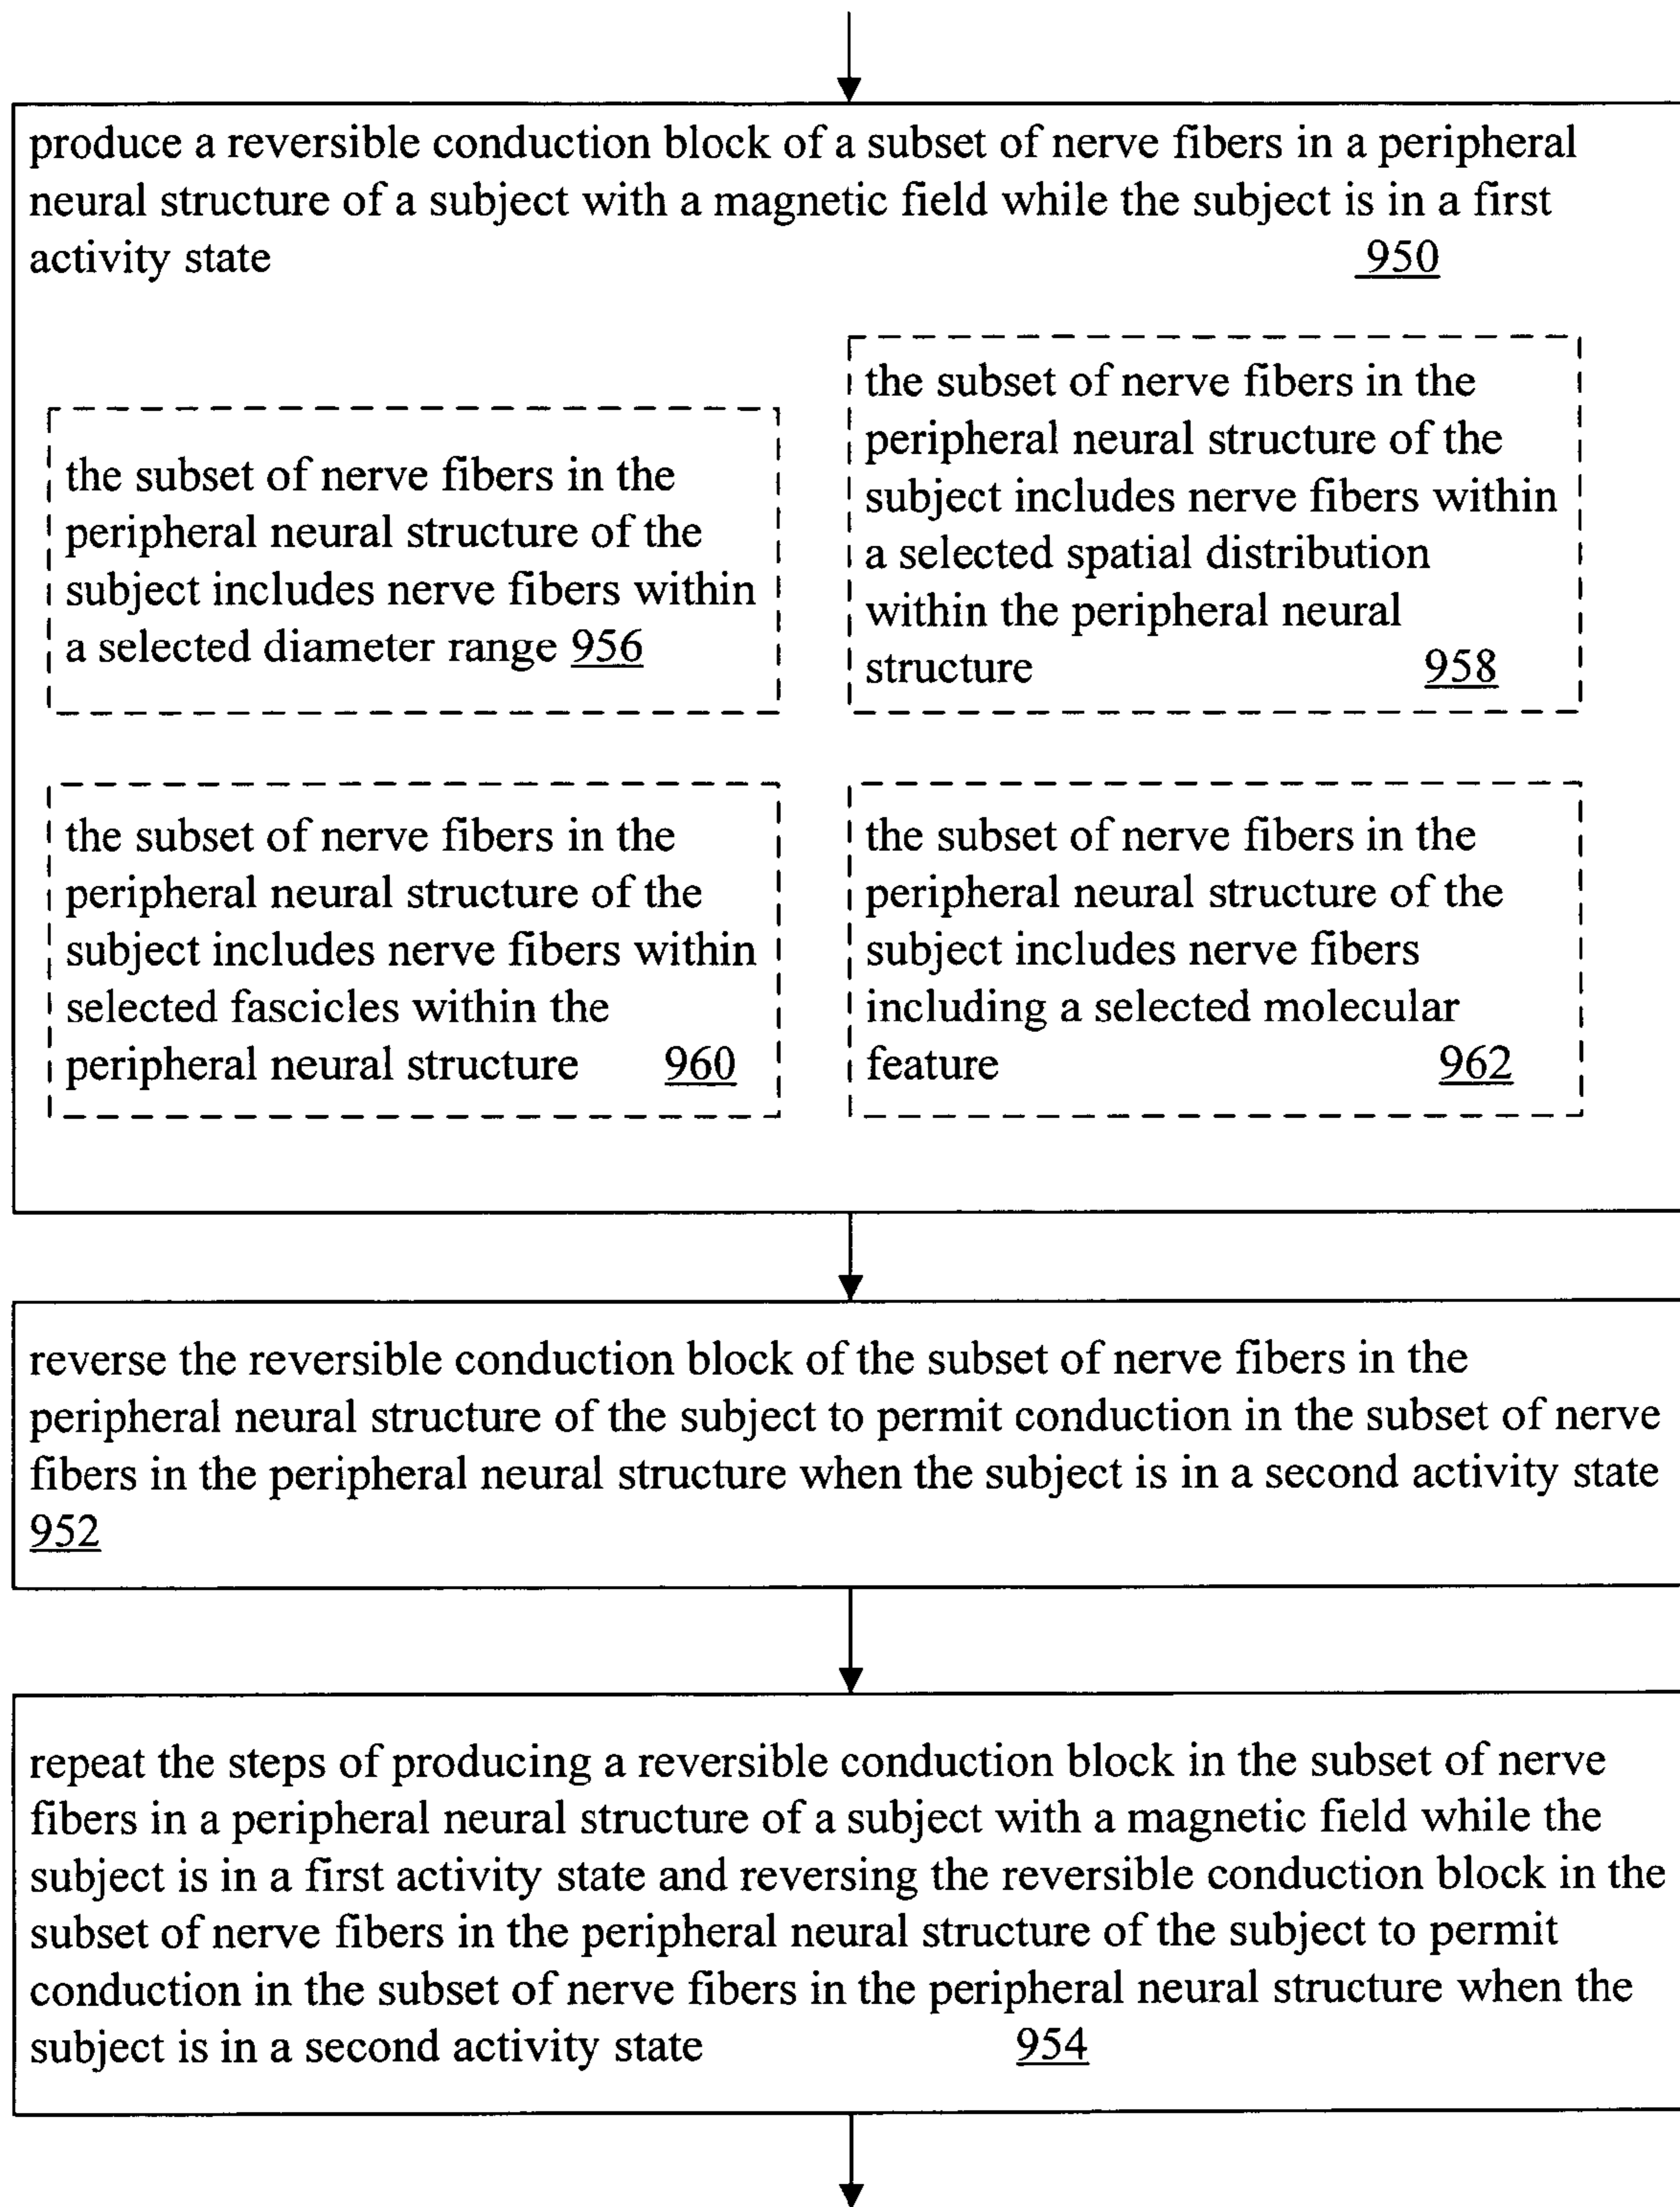 produce a reversible conduction block of a subset of nerve fibers in a peripheral
neural structure of a subject with a magnetic field while the subject is in a first
activity state 950
the subset of nerve fibers in the
peripheral neural structure of the
subject includes nerve fibers within
a selected diameter range 956
the subset of nerve fibers in the
peripheral neural structure of the
subject includes nerve fibers within
a selected spatial distribution
within the peripheral neural
structure 958
the subset of nerve fibers in the
peripheral neural structure of the
subject includes nerve fibers within
selected fascicles within the
peripheral neural structure 960
the subset of nerve fibers in the
peripheral neural structure of the
subject includes nerve fibers
including a selected molecular
feature 962
reverse the reversible conduction block of the subset of nerve fibers in the
peripheral neural structure of the subject to permit conduction in the subset of nerve
fibers in the peripheral neural structure when the subject is in a second activity state
952
repeat the steps of producing a reversible conduction block in the subset of nerve
fibers in a peripheral neural structure of a subject with a magnetic field while the
subject is in a first activity state and reversing the reversible conduction block in the
subset of nerve fibers in the peripheral neural structure of the subject to permit
conduction in the subset of nerve fibers in the peripheral neural structure when the
subject is in a second activity state 954